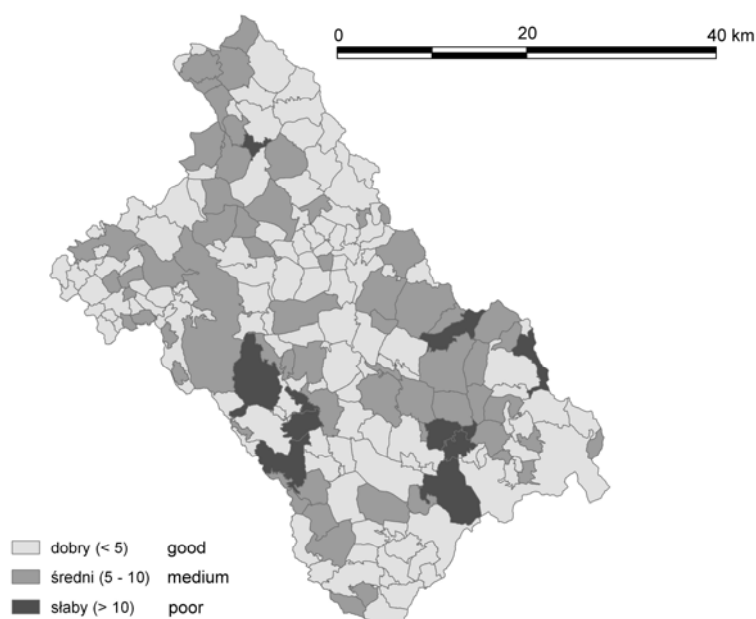 0 20 40 km
dobry (< 5) good
średni (5 - 10) medium
słaby (> 10) poor